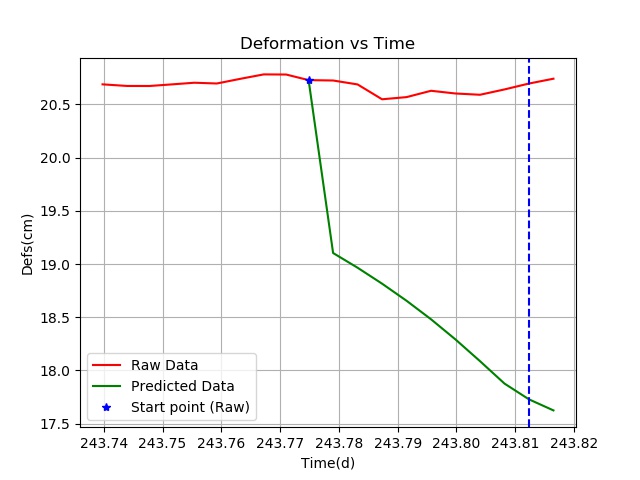 Deformation vs Time
Defs(cm)
20.5
20.0
19.5
19.0
18.5
18.0
17.5
Raw Data
Predicted Data
Start point (Raw)
243.74 243.75 243.76 243.77 243.78 243.79 243.80 243.81 243.82
Time(d)